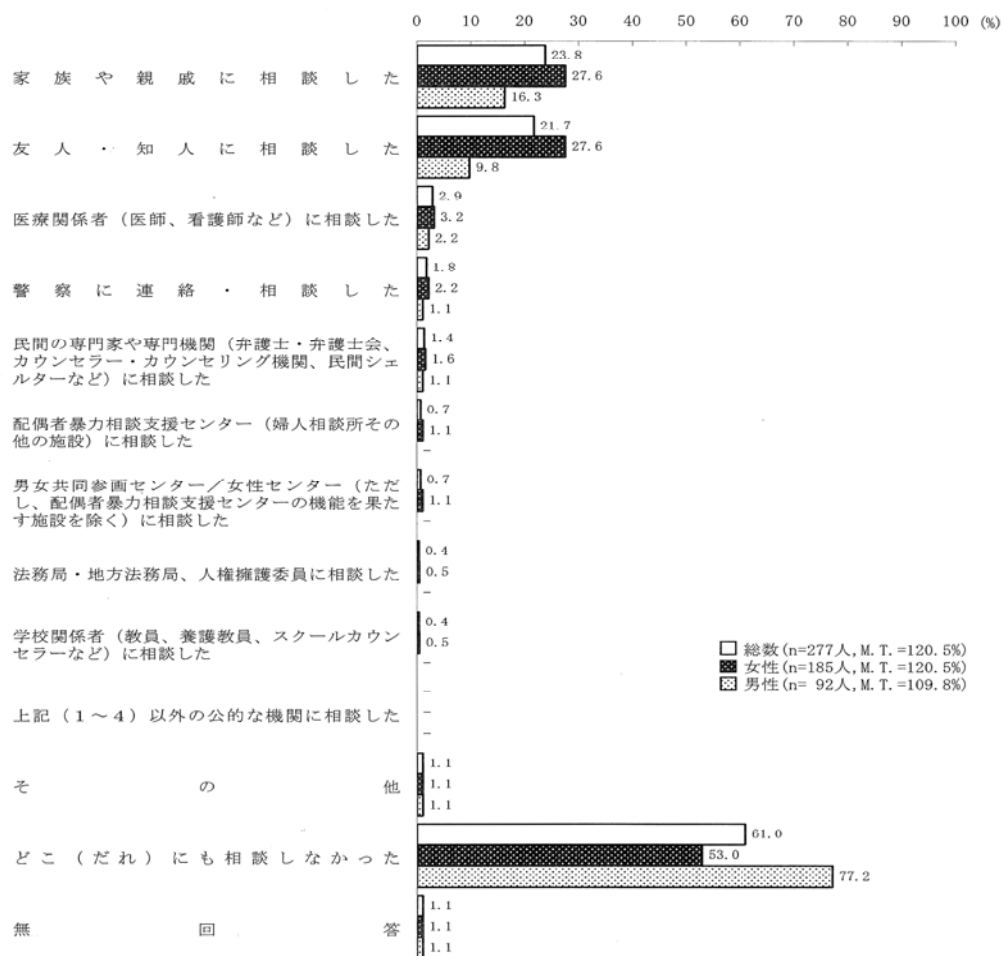 0 10 20 30 40 50 60 70 80 90 100 (%)
家族や親戚に相談した
23.8
27.6
16.3
友人・知人に相談した
21.7
27.6
9.8
医療関係者（医師、看護師など）に相談した
2.9
3.2
2.2
警察に連絡・相談した
1.8
2.2
1.1
民間の専門家や専門機関（弁護士・弁護士会、
カウンセラー・カウンセリング機関、民間シェ
ルターなど）に相談した
1.4
1.6
1.1
配偶者暴力相談支援センター（婦人相談所その
他の施設）に相談した
0.7
1.1
-
男女共同参画センター／女性センター（ただ
し、配偶者暴力相談支援センターの機能を果た
す施設を除く）に相談した
0.7
1.1
-
法務局・地方法務局、人権擁護委員に相談した
0.4
0.5
-
学校関係者（教員、養護教員、スクールカウン
セラーなど）に相談した
0.4
0.5
-
上記（１～４）以外の公的な機関に相談した
-
-
-
その他
1.1
1.1
1.1
どこ（だれ）にも相談しなかった
61.0
53.0
77.2
無回答
1.1
1.1
1.1
総数(n=277人,M.T.=120.5%)
女性(n=185人,M.T.=120.5%)
男性(n= 92人,M.T.=109.8%)